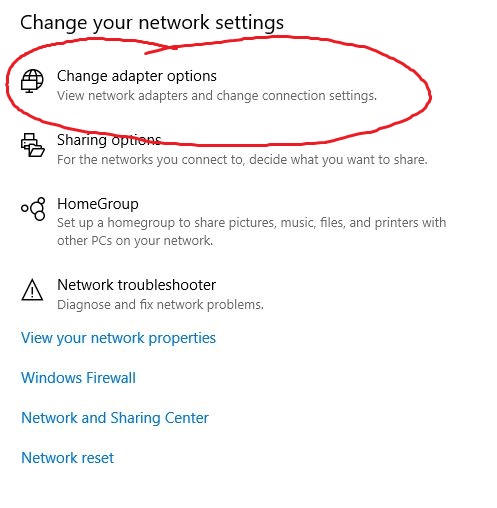 Change your network settings
Change adapter options
View network adapters and change connection settings.
Sharing options
For the networks you connect to, decide what you want to share.
HomeGroup
Set up a homegroup to share pictures, music, files, and printers with
other PCs on your network.
Network troubleshooter
Diagnose and fix network problems.
View your network properties
Windows Firewall
Network and Sharing Center
Network reset